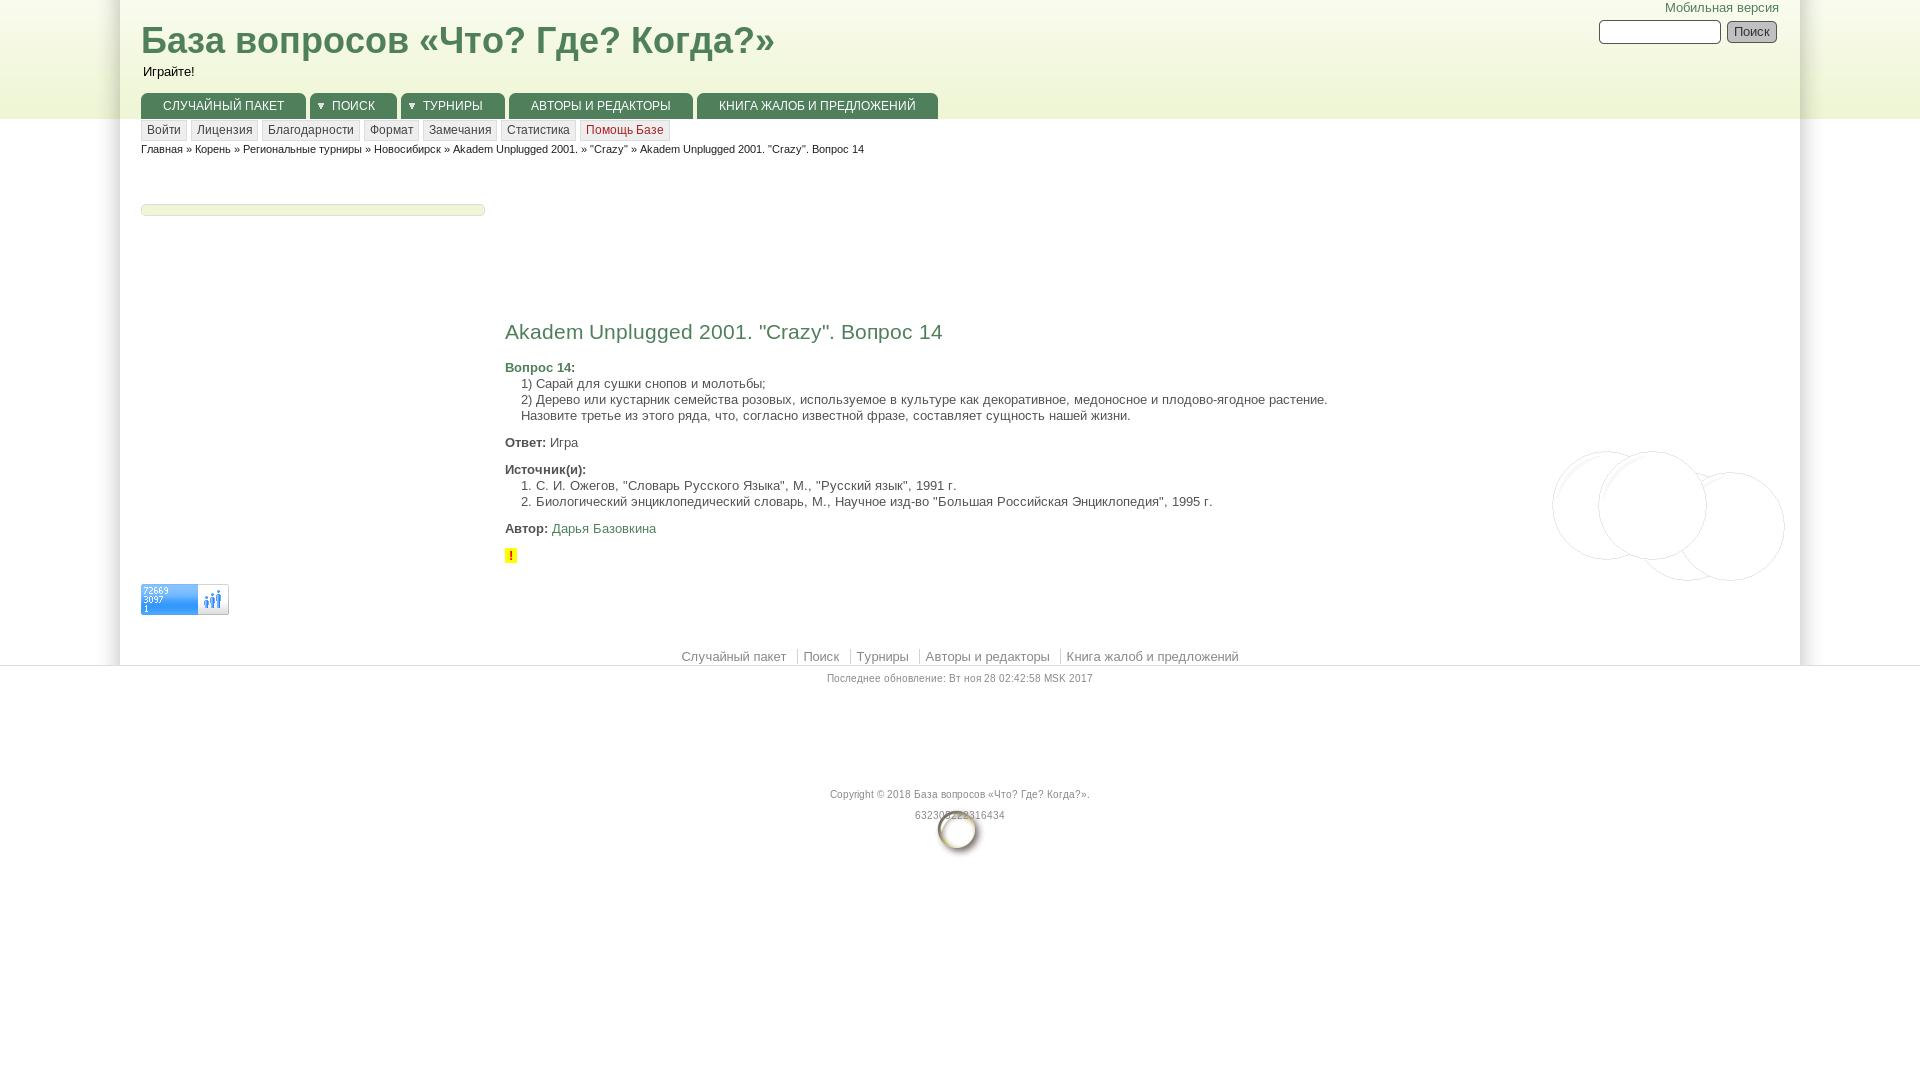 Мобильная версия
База вопросов «Что? Где? Когда?»
Поиск
Играйте!
СЛУЧАЙНЫЙ ПАКЕТ ПОИСК ТУРНИРЫ АВТОРЫ И РЕДАКТОРЫ КНИГА ЖАЛОБ И ПРЕДЛОЖЕНИЙ
Войти Лицензия Благодарности Формат Замечания Статистика Помощь Базе
Главная » Корень » Региональные турниры » Новосибирск » Akadem Unplugged 2001. » "Crazy" » Akadem Unplugged 2001. "Crazy". Вопрос 14
Akadem Unplugged 2001. "Crazy". Вопрос 14
Вопрос 14:
1) Сарай для сушки снопов и молотьбы;
2) Дерево или кустарник семейства розовых, используемое в культуре как декоративное, медоносное и плодово-ягодное растение.
Назовите третье из этого ряда, что, согласно известной фразе, составляет сущность нашей жизни.
Ответ: Игра
Источник(и):
1. С. И. Ожегов, "Словарь Русского Языка", М., "Русский язык", 1991 г.
2. Биологический энциклопедический словарь, М., Научное изд-во "Большая Российская Энциклопедия", 1995 г.
Автор: Дарья Базовкина
!
72669
3097
1
Случайный пакет Поиск Турниры Авторы и редакторы Книга жалоб и предложений
Последнее обновление: Вт ноя 28 02:42:58 MSK 2017
Copyright © 2018 База вопросов «Что? Где? Когда?».